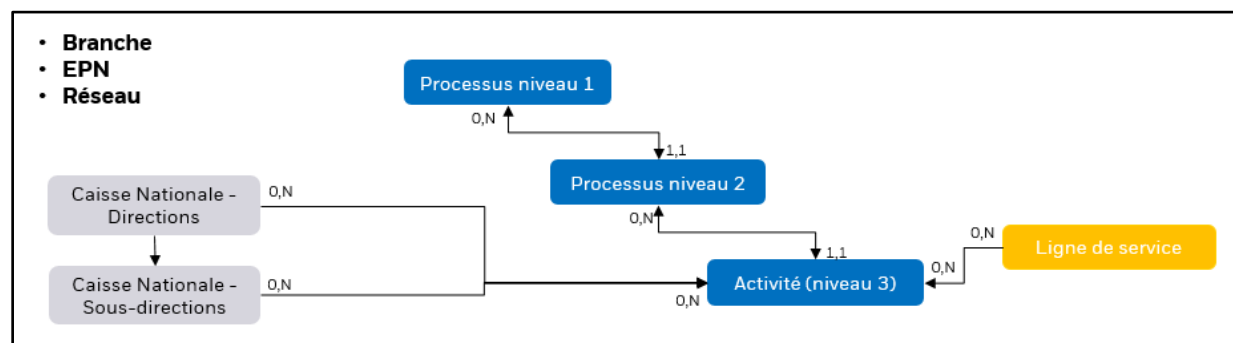 • Branche
• EPN
• Réseau
Processus niveau 1
0,N
1,1
Processus niveau 2
0,N
1,1
Caisse Nationale -
Directions
0,N
Caisse Nationale -
Sous-directions
0,N
0,N
Activité (niveau 3)
0,N
0,N
Ligne de service